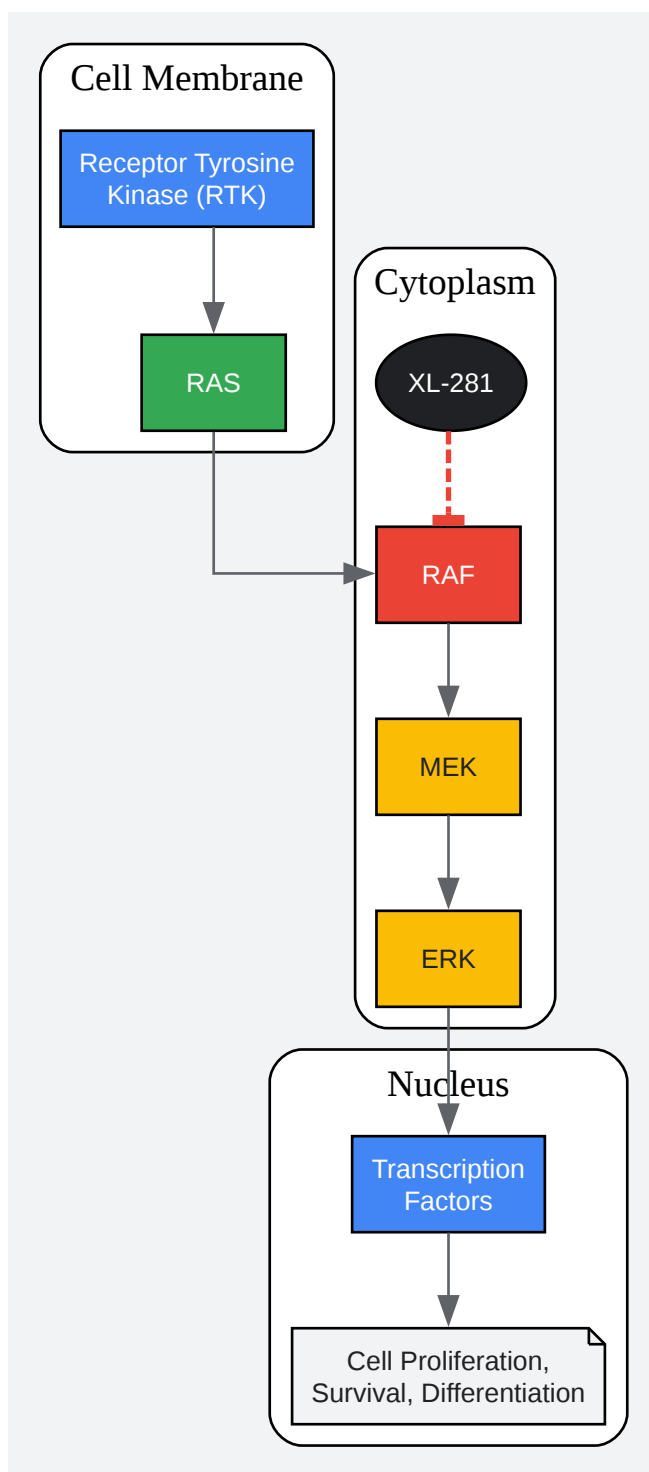 Cell Membrane
Receptor Tyrosine
Kinase (RTK)
RAS
Cytoplasm
XL-281
RAF
MEK
ERK
Nucleus
Transcription
Factors
Cell Proliferation,
Survival, Differentiation